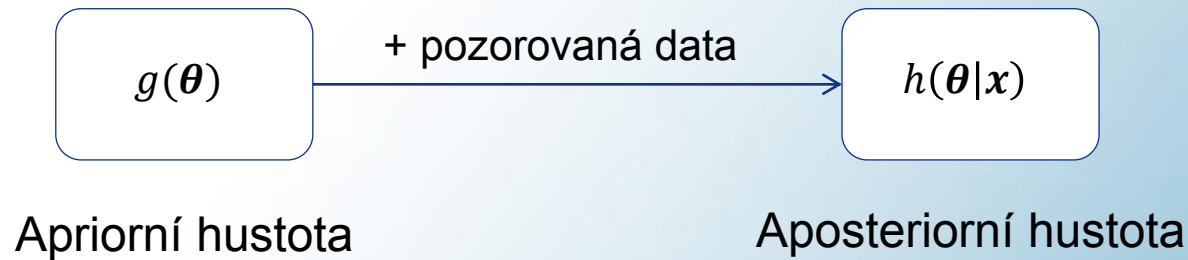 + pozorovaná data
g(θ)
h(θ|x)
Apriorní hustota
Aposteriorní hustota